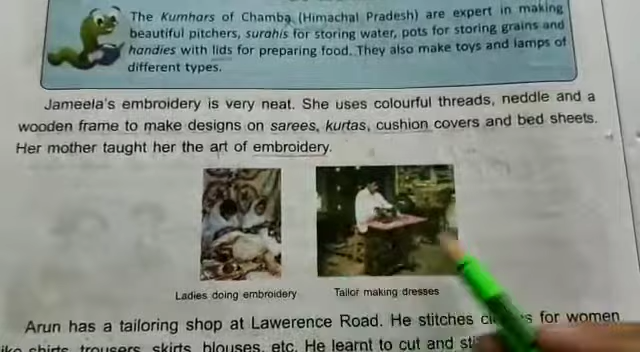 The Kumhars of Chamba (Himachal Pradesh) are expert in making
beautiful pitchers, surahis for storing water, pots for storing grains and
handies with lids for preparing food. They also make toys and lamps of
different types.
Jameela's embroidery is very neat. She uses colourful threads, neddle and a
wooden frame to make designs on sarees, kurtas, cushion covers and bed sheets.
Her mother taught her the art of embroidery.
Ladies doing embroidery
Tailor making dresses
Arun has a tailoring shop at Lawerence Road. He stitches for women
shirts, trousers, skirts, blouses, etc. He learnt to cut and